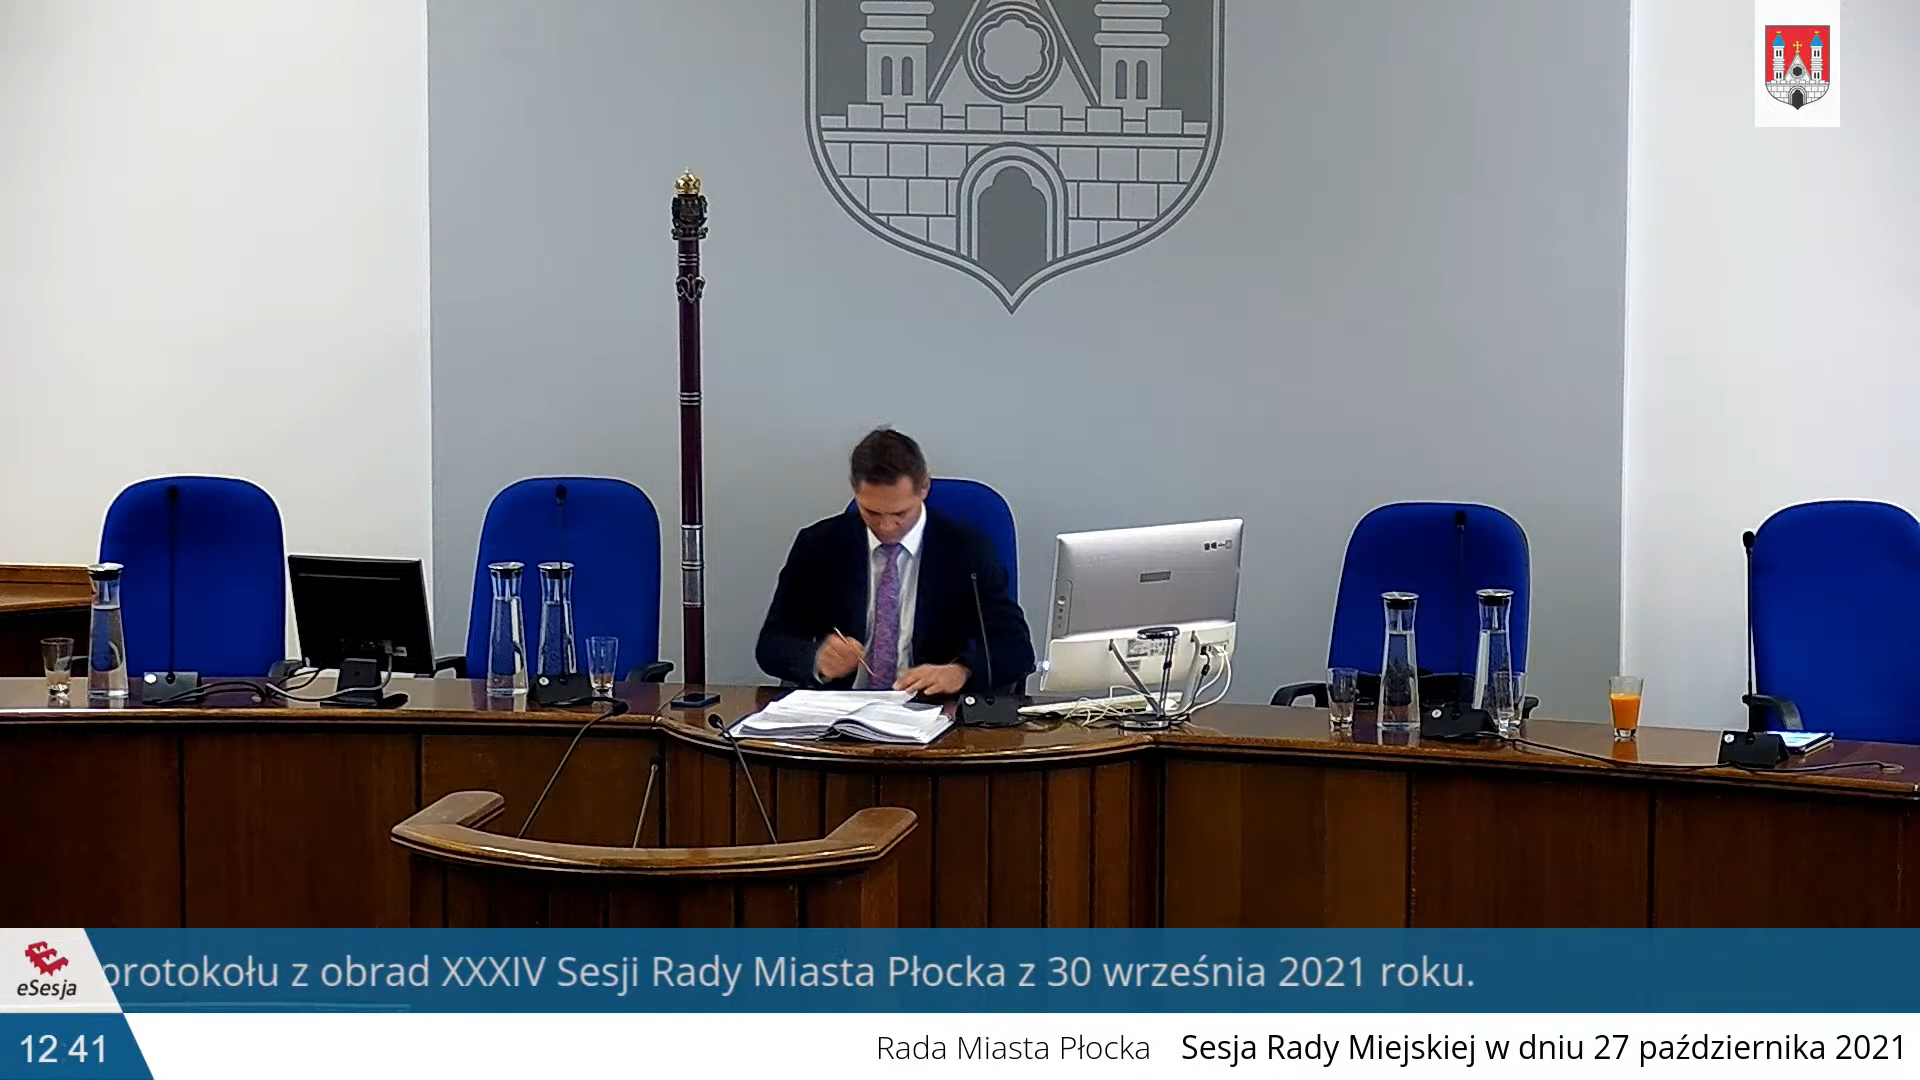 protokołu z obrad XXXIV Sesji Rady Miasta Płocka z 30 września 2021 roku.
eSesja
12:41
Rada Miasta Płocka Sesja Rady Miejskiej w dniu 27 października 2021